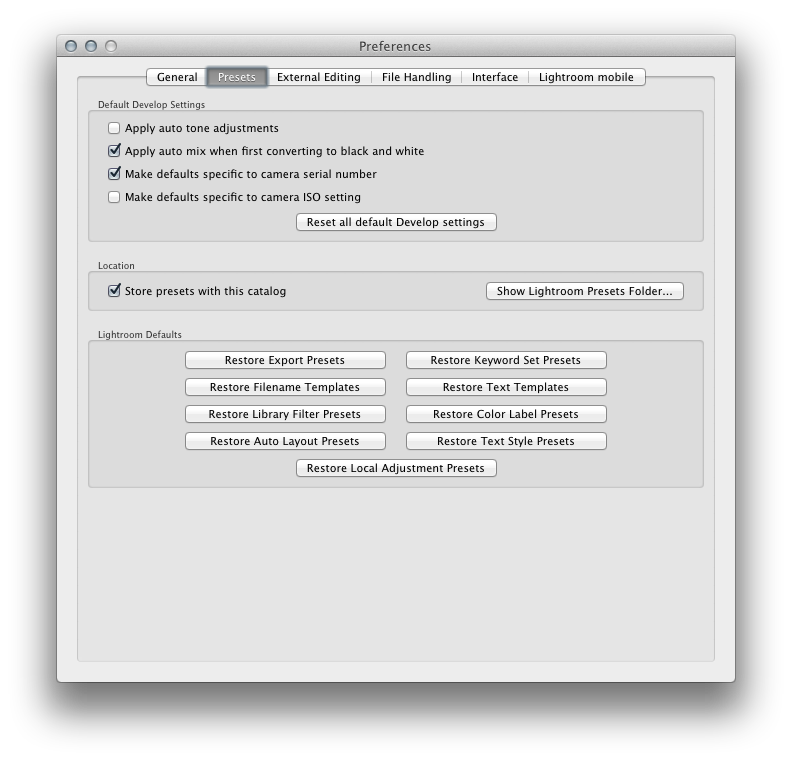 Preferences
General Presets External Editing File Handling Interface Lightroom mobile
Default Develop Settings
Apply auto tone adjustments
Apply auto mix when first converting to black and white
Make defaults specific to camera serial number
Make defaults specific to camera ISO setting
Reset all default Develop settings
Location
Store presets with this catalog Show Lightroom Presets Folder...
Lightroom Defaults
Restore Export Presets Restore Keyword Set Presets
Restore Filename Templates Restore Text Templates
Restore Library Filter Presets Restore Color Label Presets
Restore Auto Layout Presets Restore Text Style Presets
Restore Local Adjustment Presets